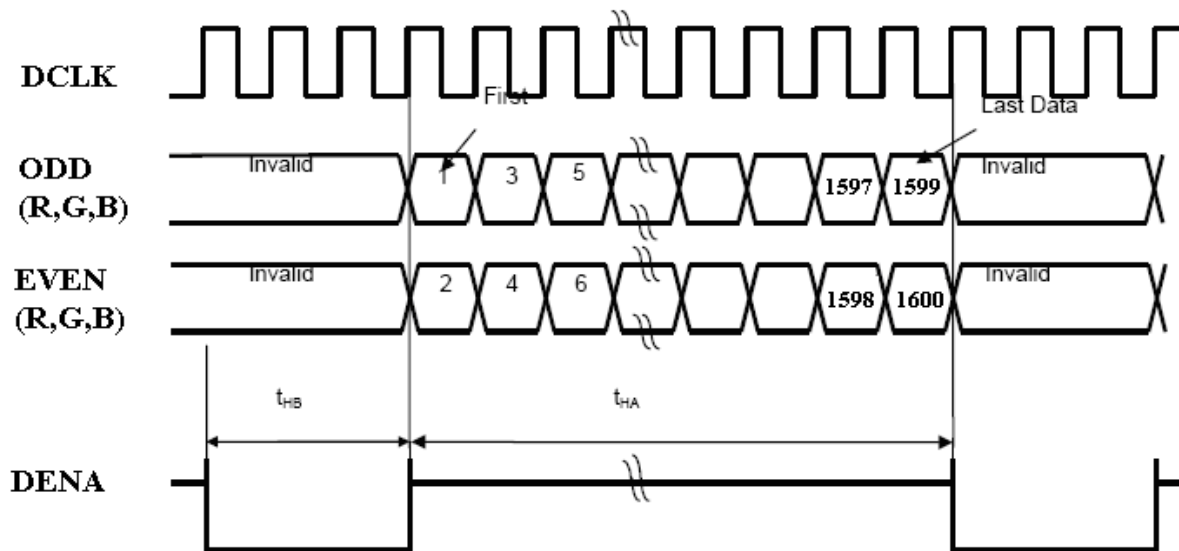 DCLK
First
Last Data
ODD
(R,G,B)
Invalid
1
3
5
1597
1599
Invalid
EVEN
(R,G,B)
Invalid
2
4
6
1598
1600
Invalid
tHB
tHA
DENA